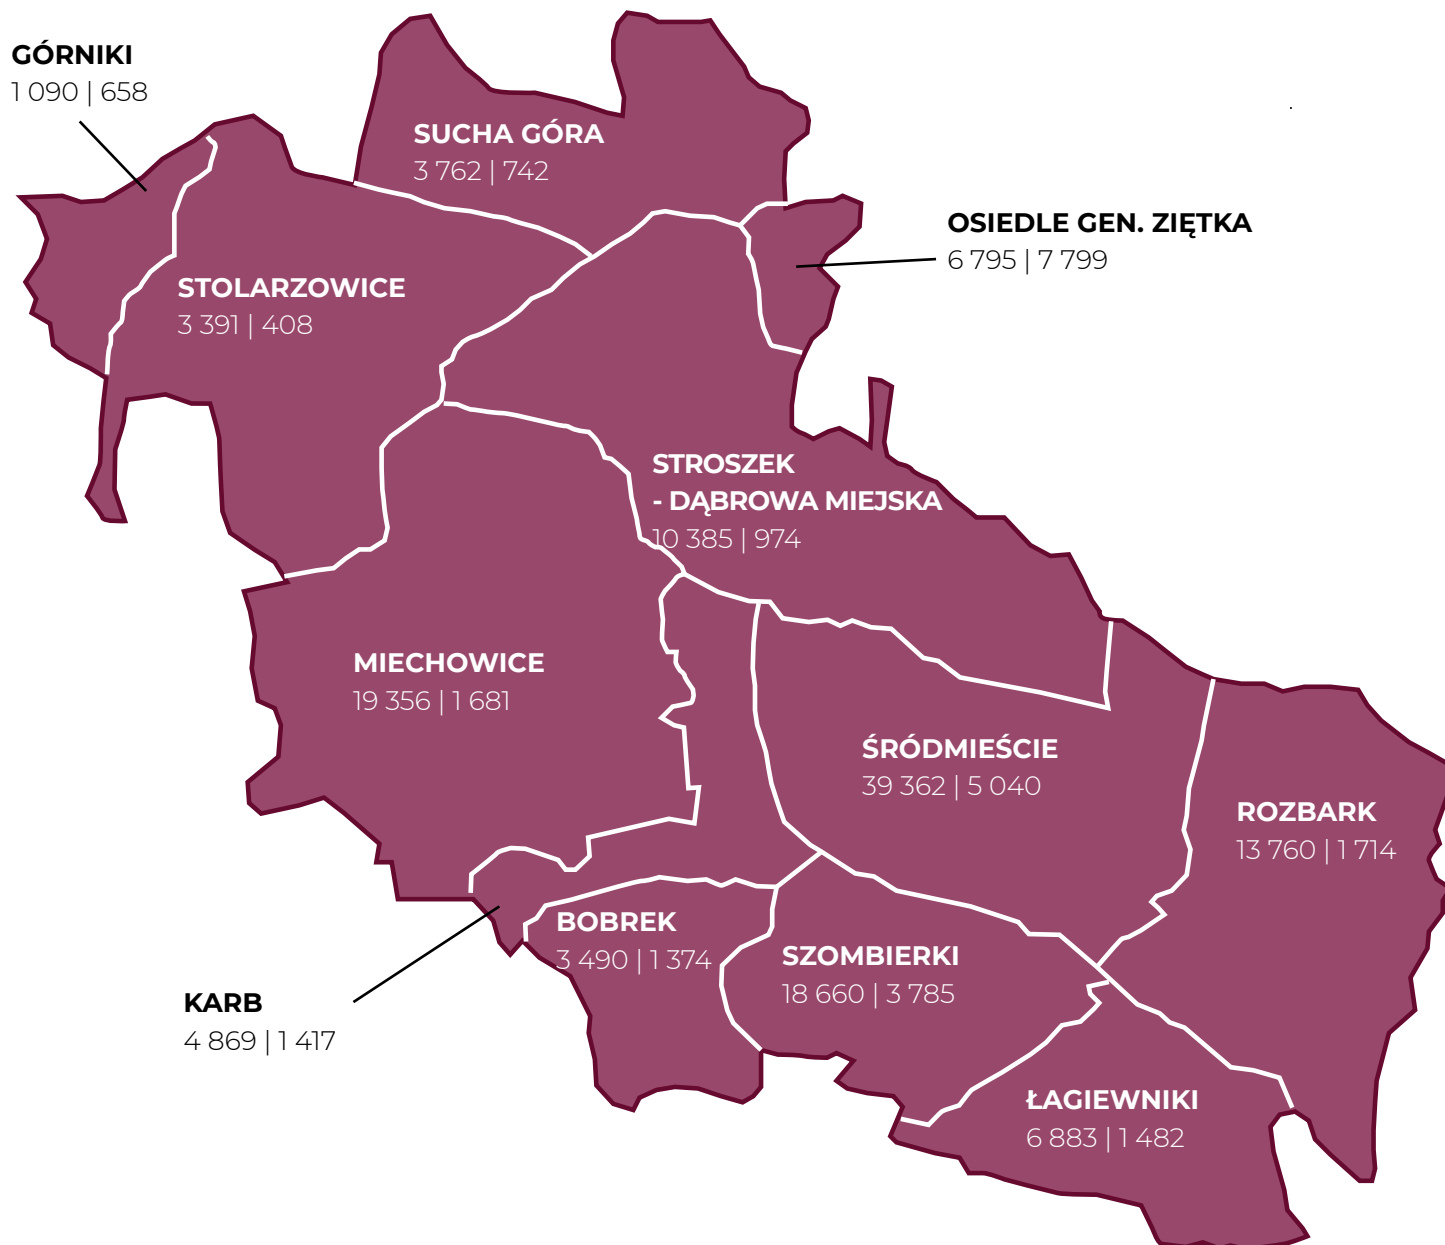 GÓRNIKI
1 090 | 658
SUCHA GÓRA
3 762 | 742
OSIEDLE GEN. ZIĘTKA
6 795 | 7 799
STOLARZOWICE
3 391 | 408
STROSZEK
- DĄBROWA MIEJSKA
10 385 | 974
MIECHOWICE
19 356 | 1 681
ŚRÓDMIEŚCIE
39 362 | 5 040
ROZBARK
13 760 | 1 714
BOBREK
3 490 | 1 374
SZOMBIERKI
18 660 | 3 785
KARB
4 869 | 1 417
ŁAGIEWNIKI
6 883 | 1 482